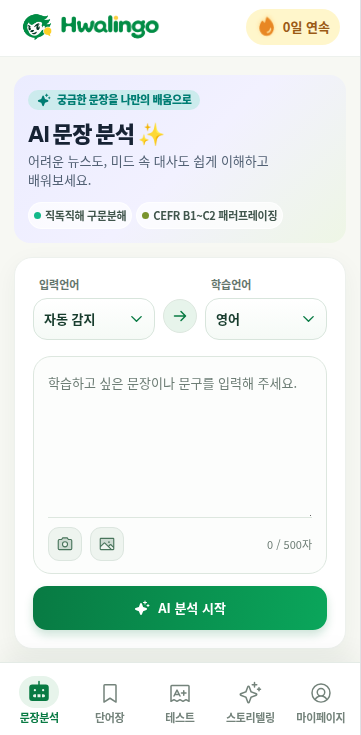 Hwalingo
0일 연속
궁금한 문장을 나만의 배움으로
AI 문장 분석✨
어려운 뉴스도, 미드 속 대사도 쉽게 이해하고
배워보세요.
직독직해 구문분해
CEFR B1~C2 패러프레이징
입력언어
학습언어
자동 감지
영어
학습하고 싶은 문장이나 문구를 입력해 주세요.
0 / 500자
AI 분석 시작
A+
문장분석
단어장
테스트
스토리텔링
마이페이지